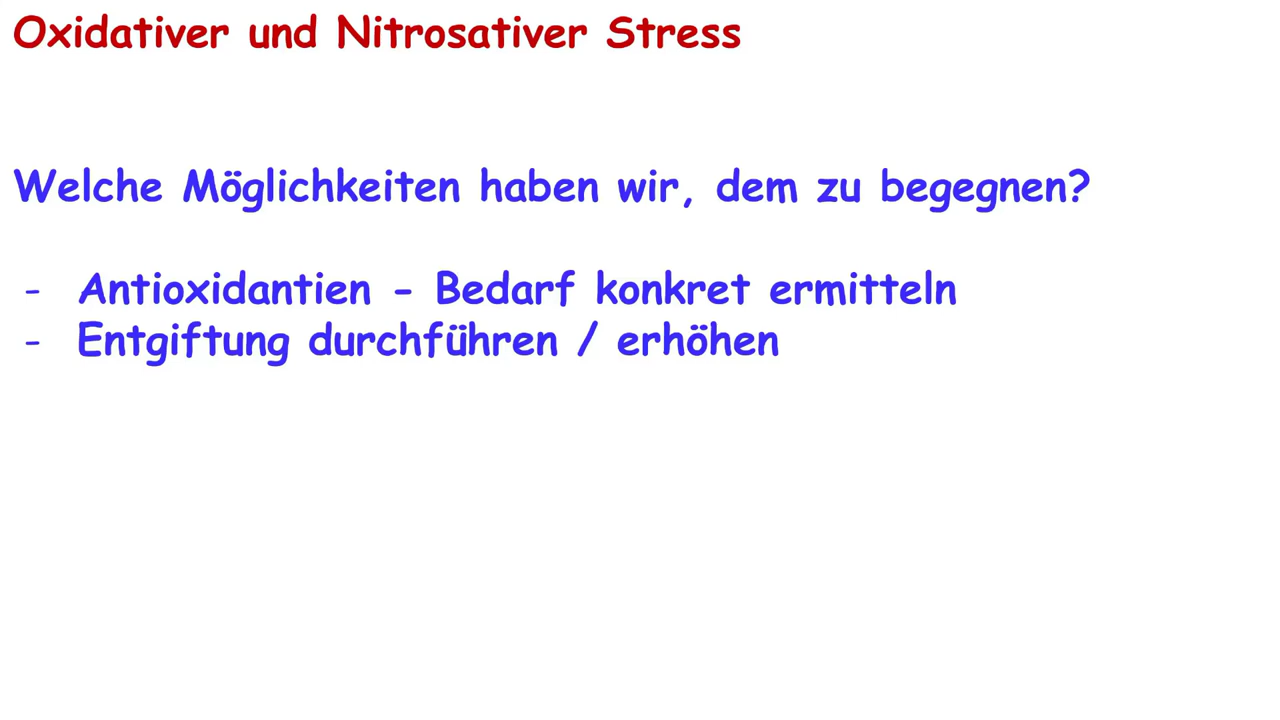 Oxidativer und Nitrosativer Stress
Welche Möglichkeiten haben wir, dem zu begegnen?
- Antioxidantien - Bedarf konkret ermitteln
- Entgiftung durchführen / erhöhen